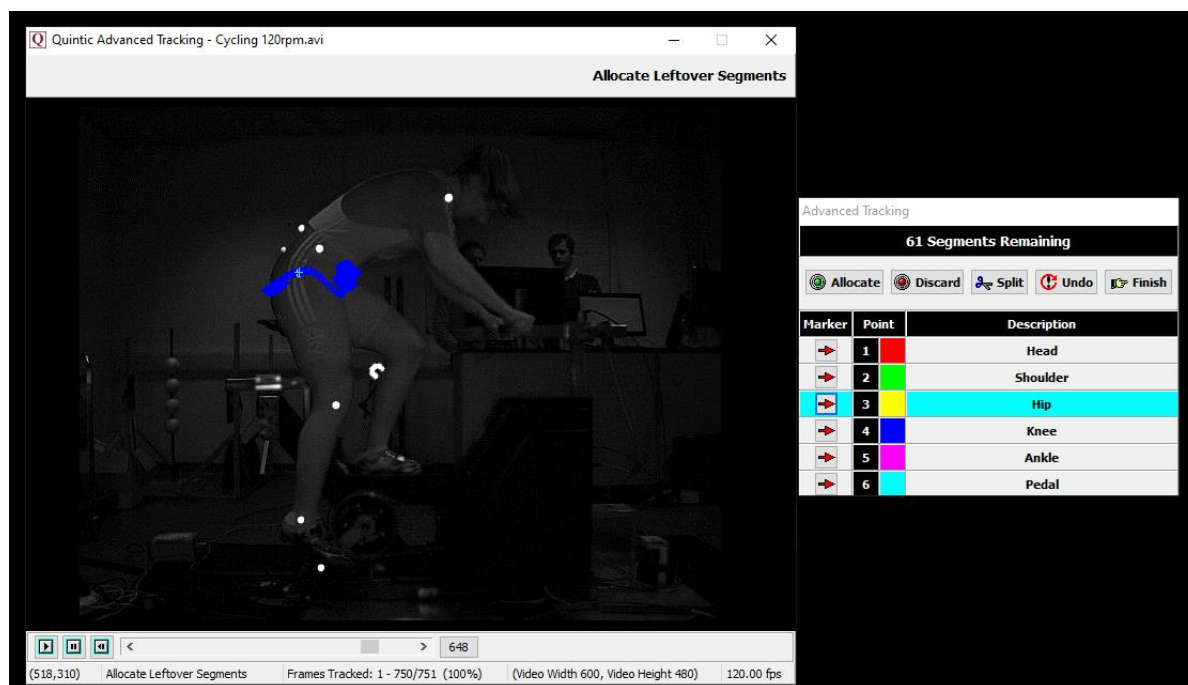 Quintic Advanced Tracking - Cycling 120rpm.avi
Allocate Leftover Segments
Advanced Tracking
61 Segments Remaining
Allocate Discard Split Undo Finish
Marker Point Description
1 Head
2 Shoulder
3 Hip
4 Knee
5 Ankle
6 Pedal
648
(518,310) Allocate Leftover Segments Frames Tracked: 1 - 750/751 (100%) (Video Width 600, Video Height 480) 120.00 fps